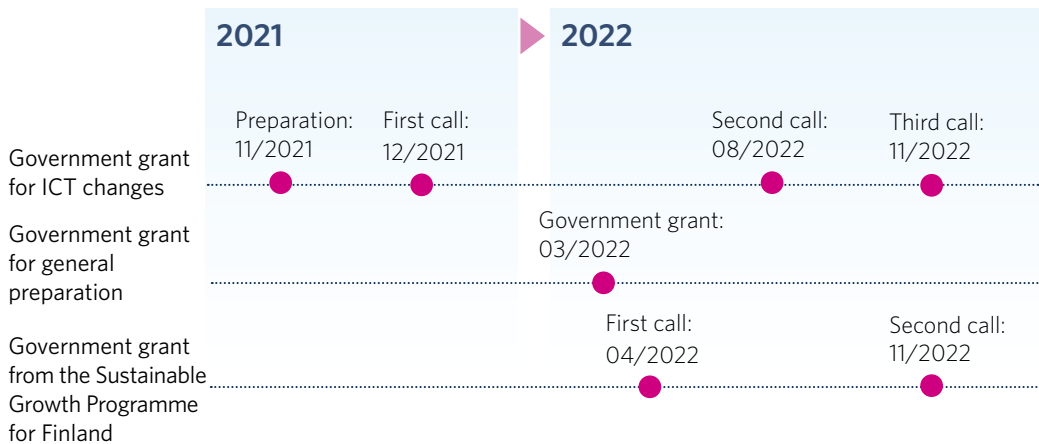 2021
2022
Government grant
for ICT changes
Preparation:
11/2021
First call:
12/2021
Second call:
08/2022
Third call:
11/2022
Government grant
for general
preparation
Government grant:
03/2022
Government grant
from the Sustainable
Growth Programme
for Finland
First call:
04/2022
Second call:
11/2022